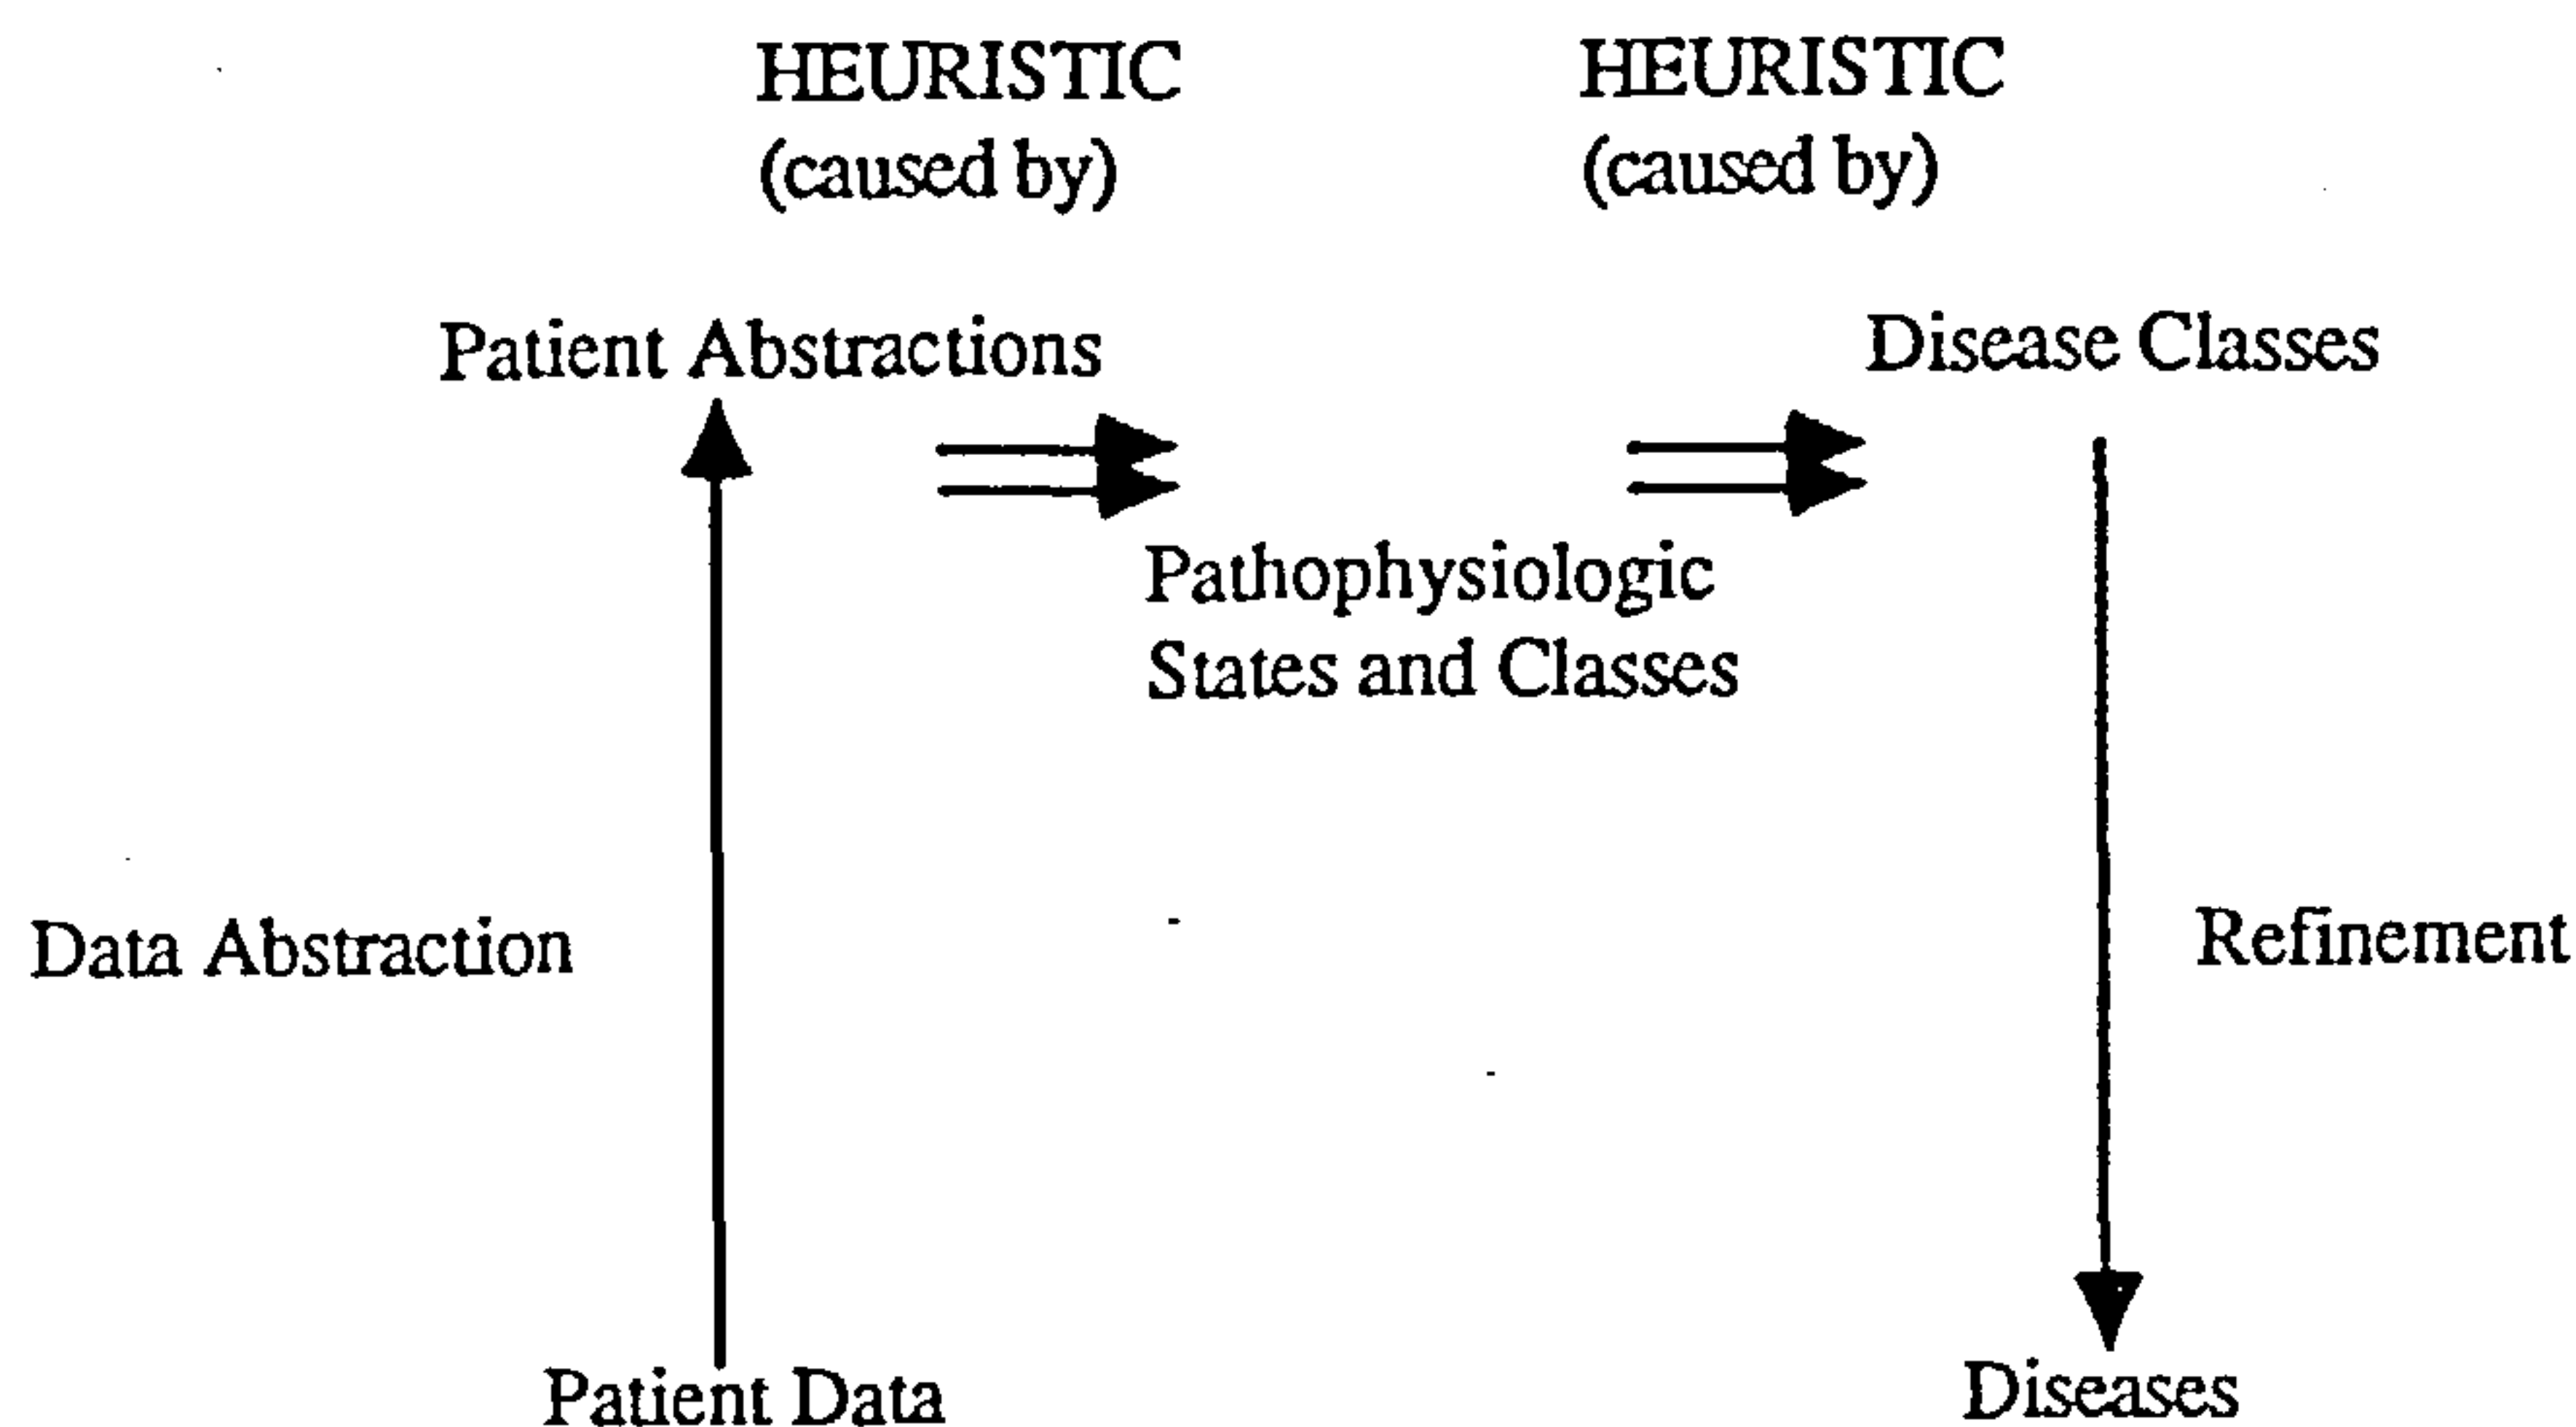 HEURISTIC
(caused by)
HEURISTIC
(caused by)
Patient Abstractions
Disease Classes
Pathophysiologic
States and Classes
Data Abstraction
Refinement
Patient Data
Diseases